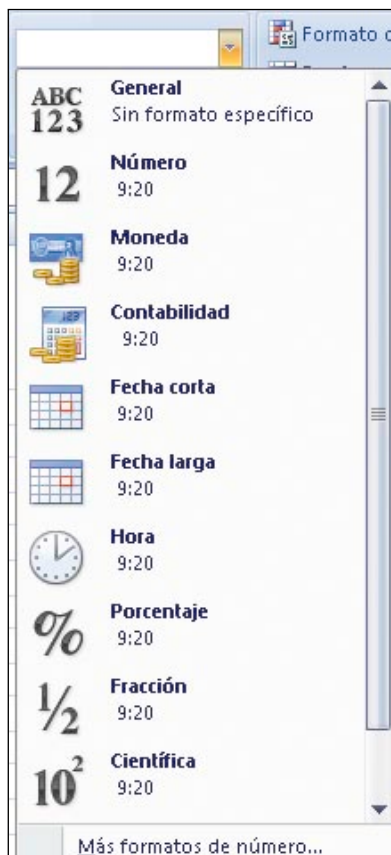 Formato c
ABC
123
General
Sin formato específico
12
Número
9:20
Moneda
9:20
123
Contabilidad
9:20
Fecha corta
9:20
Fecha larga
9:20
Hora
9:20
%
Porcentaje
9:20
1/2
Fracción
9:20
10²
Científica
9:20
Más formatos de número...